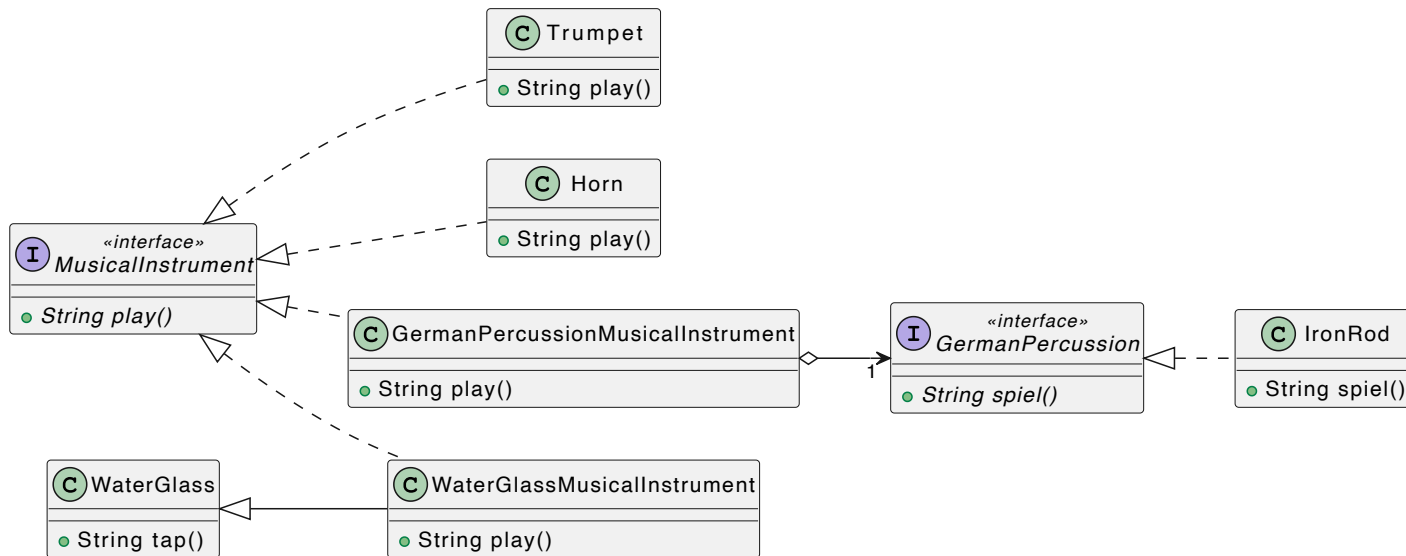 C Trumpet
String play()
C Horn
String play()
I «interface»
MusicalInstrument
String play()
C GermanPercussionMusicalInstrument
String play()
1
I «interface»
GermanPercussion
String spiel()
C IronRod
String spiel()
C WaterGlass
String tap()
C WaterGlassMusicalInstrument
String play()